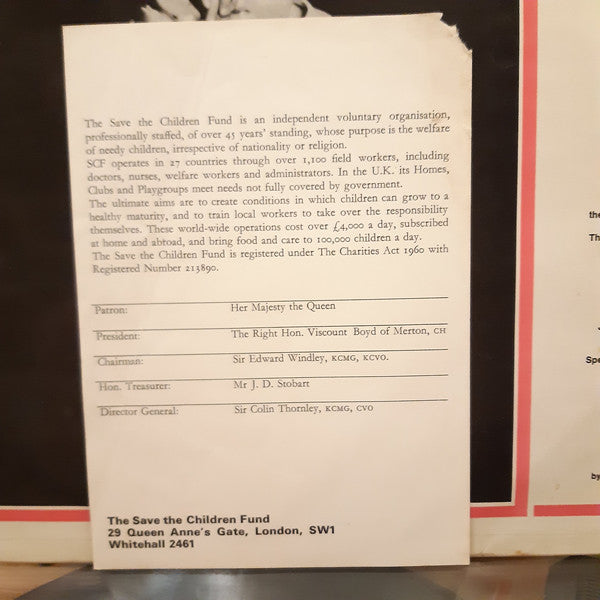 The Save the Children Fund is an independent voluntary organisation,
professionally staffed, of over 45 years' standing, whose purpose is the welfare
of needy children, irrespective of nationality or religion.
SCF operates in 27 countries through over 1,100 field workers, including
doctors, nurses, welfare workers and administrators. In the U.K. its Homes,
Clubs and Playgroups meet needs not fully covered by government.
The ultimate aims are to create conditions in which children can grow to a
healthy maturity, and to train local workers to take over the responsibility
themselves. These world-wide operations cost over £4,000 a day, subscribed
at home and abroad, and bring food and care to 100,000 children a day.
The Save the Children Fund is registered under The Charities Act 1960 with
Registered Number 213890.
Patron: Her Majesty the Queen
President: The Right Hon. Viscount Boyd of Merton, CH
Chairman: Sir Edward Windley, KCMG, KCVO.
Hon. Treasurer: Mr J. D. Stobart
Director General: Sir Colin Thornley, KCMG, CVO
The Save the Children Fund
29 Queen Anne's Gate, London, SW1
Whitehall 2461
the
Th
Spe
by